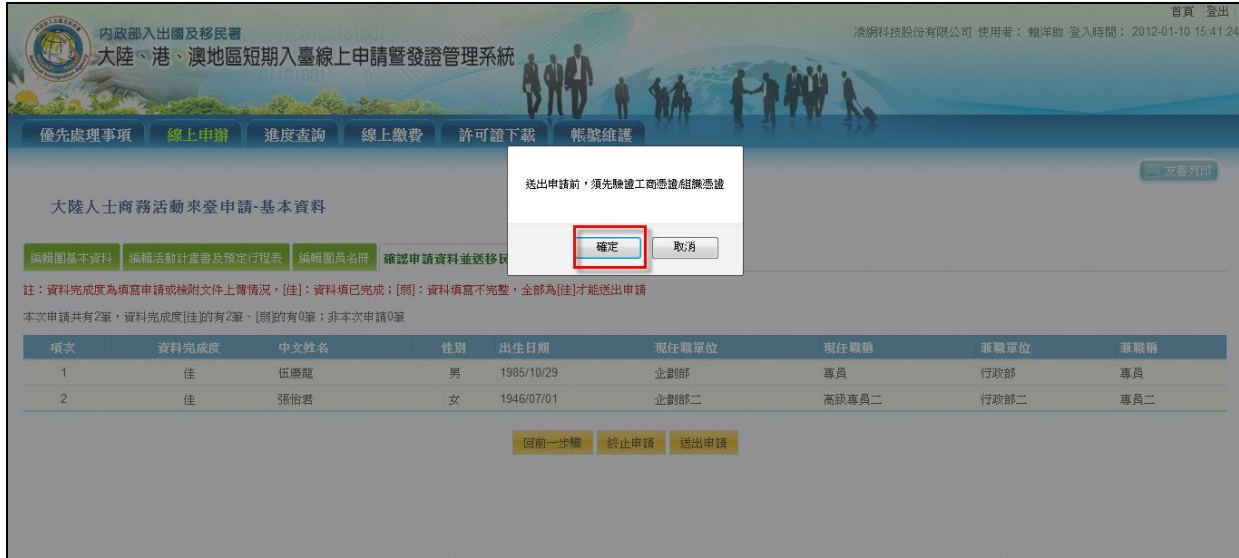 首頁 登出
內政部入出國及移民署
凌網科技股份有限公司 使用者： 賴洋助 登入時間： 2012-01-10 15:41:24
大陸、港、澳地區短期入臺線上申請暨發證管理系統
優先處理事項 線上申辦 進度查詢 線上繳費 許可證下載 帳號維護
送出申請前，須先驗證工商憑證/組織憑證
友善列印
大陸人士商務活動來臺申請-基本資料
確定 取消
編輯團基本資料 編輯活動計畫書及預定行程表 編輯團員名冊 確認申請資料並送移民
註：資料完成度為填寫申請或檢附文件上傳情況，[佳]：資料填已完成；[弱]：資料填寫不完整，全部為[佳]才能送出申請
本次申請共有2筆，資料完成度[佳]的有2筆、[弱]的有0筆；非本次申請0筆
項次 資料完成度 中文姓名 性別 出生日期 現任職單位 現任職稱 兼職單位 兼職稱
1 佳 伍慶龍 男 1985/10/29 企劃部 專員 行政部 專員
2 佳 張怡君 女 1946/07/01 企劃部二 高級專員二 行政部二 專員二
回前一步驟 終止申請 送出申請